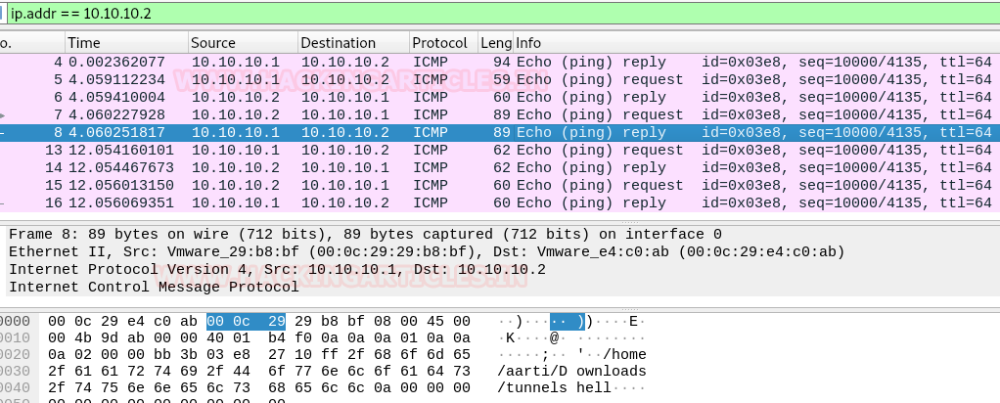 ip.addr == 10.10.10.2
o. Time Source Destination Protocol Leng Info
4 0.002362077 10.10.10.1 10.10.10.2 ICMP 94 Echo (ping) reply id=0x03e8, seq=10000/4135, ttl=64
5 4.059112234 10.10.10.1 10.10.10.2 ICMP 59 Echo (ping) request id=0x03e8, seq=10000/4135, ttl=64
6 4.059410004 10.10.10.2 10.10.10.1 ICMP 60 Echo (ping) reply id=0x03e8, seq=10000/4135, ttl=64
7 4.060227928 10.10.10.2 10.10.10.1 ICMP 89 Echo (ping) request id=0x03e8, seq=10000/4135, ttl=64
8 4.060251817 10.10.10.1 10.10.10.2 ICMP 89 Echo (ping) reply id=0x03e8, seq=10000/4135, ttl=64
13 12.054160101 10.10.10.1 10.10.10.2 ICMP 62 Echo (ping) request id=0x03e8, seq=10000/4135, ttl=64
14 12.054467673 10.10.10.2 10.10.10.1 ICMP 62 Echo (ping) reply id=0x03e8, seq=10000/4135, ttl=64
15 12.056013150 10.10.10.2 10.10.10.1 ICMP 60 Echo (ping) request id=0x03e8, seq=10000/4135, ttl=64
16 12.056069351 10.10.10.1 10.10.10.2 ICMP 60 Echo (ping) reply id=0x03e8, seq=10000/4135, ttl=64
WWW.HACKINGARTICLES.IN
Frame 8: 89 bytes on wire (712 bits), 89 bytes captured (712 bits) on interface 0
Ethernet II, Src: Vmware_29:b8:bf (00:0c:29:29:b8:bf), Dst: Vmware_e4:c0:ab (00:0c:29:e4:c0:ab)
Internet Protocol Version 4, Src: 10.10.10.1, Dst: 10.10.10.2
Internet Control Message Protocol
WWW.HACKINGARTICLES.IN
0000 00 0c 29 e4 c0 ab 00 0c 29 29 b8 bf 08 00 45 00 ··)····· ))····E·
0010 00 4b 9d ab 00 00 40 01 b4 f0 0a 0a 0a 01 0a 0a ·K····@· ········
0020 0a 02 00 00 bb 3b 03 e8 27 10 ff 2f 68 6f 6d 65 ·····;·· '··/home
0030 2f 61 61 72 74 69 2f 44 6f 77 6e 6c 6f 61 64 73 /aarti/D ownloads
0040 2f 74 75 6e 6e 65 6c 73 68 65 6c 6c 0a 00 00 00 /tunnels hell····